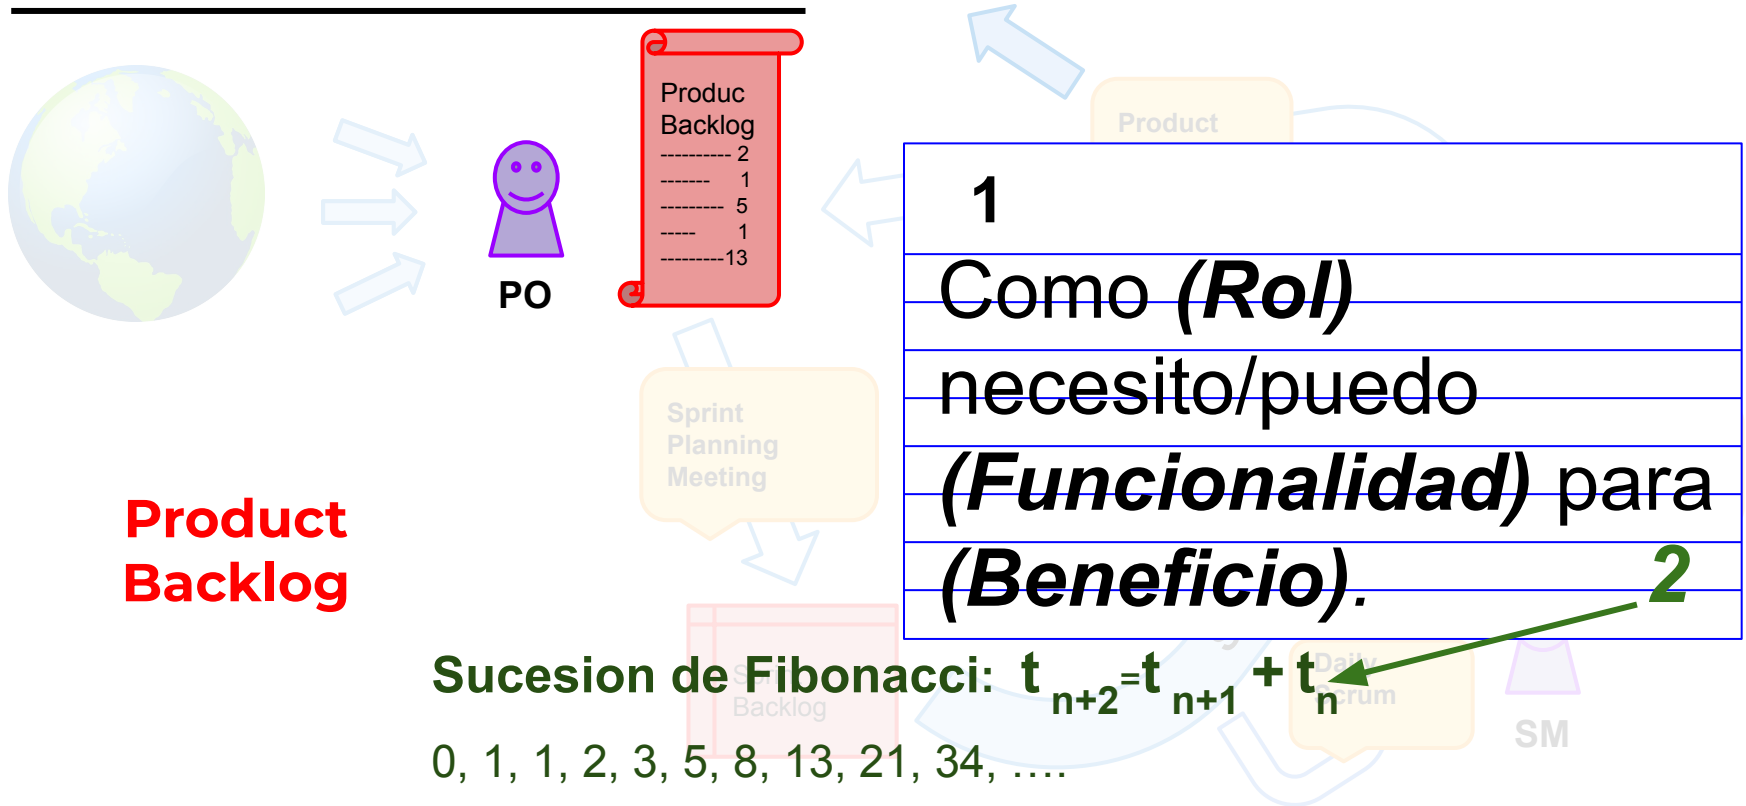 Produc
Backlog
---------- 2
------- 1
--------- 5
----- 1
---------13
PO
Product
1
Como (Rol)
necesito/puedo
(Funcionalidad) para
(Beneficio).
2
Sprint
Planning
Meeting
Product
Backlog
Sucesion de Fibonacci: t n+2=t n+1 + t n
0, 1, 1, 2, 3, 5, 8, 13, 21, 34, ….
Backlog
Daily
Scrum
SM